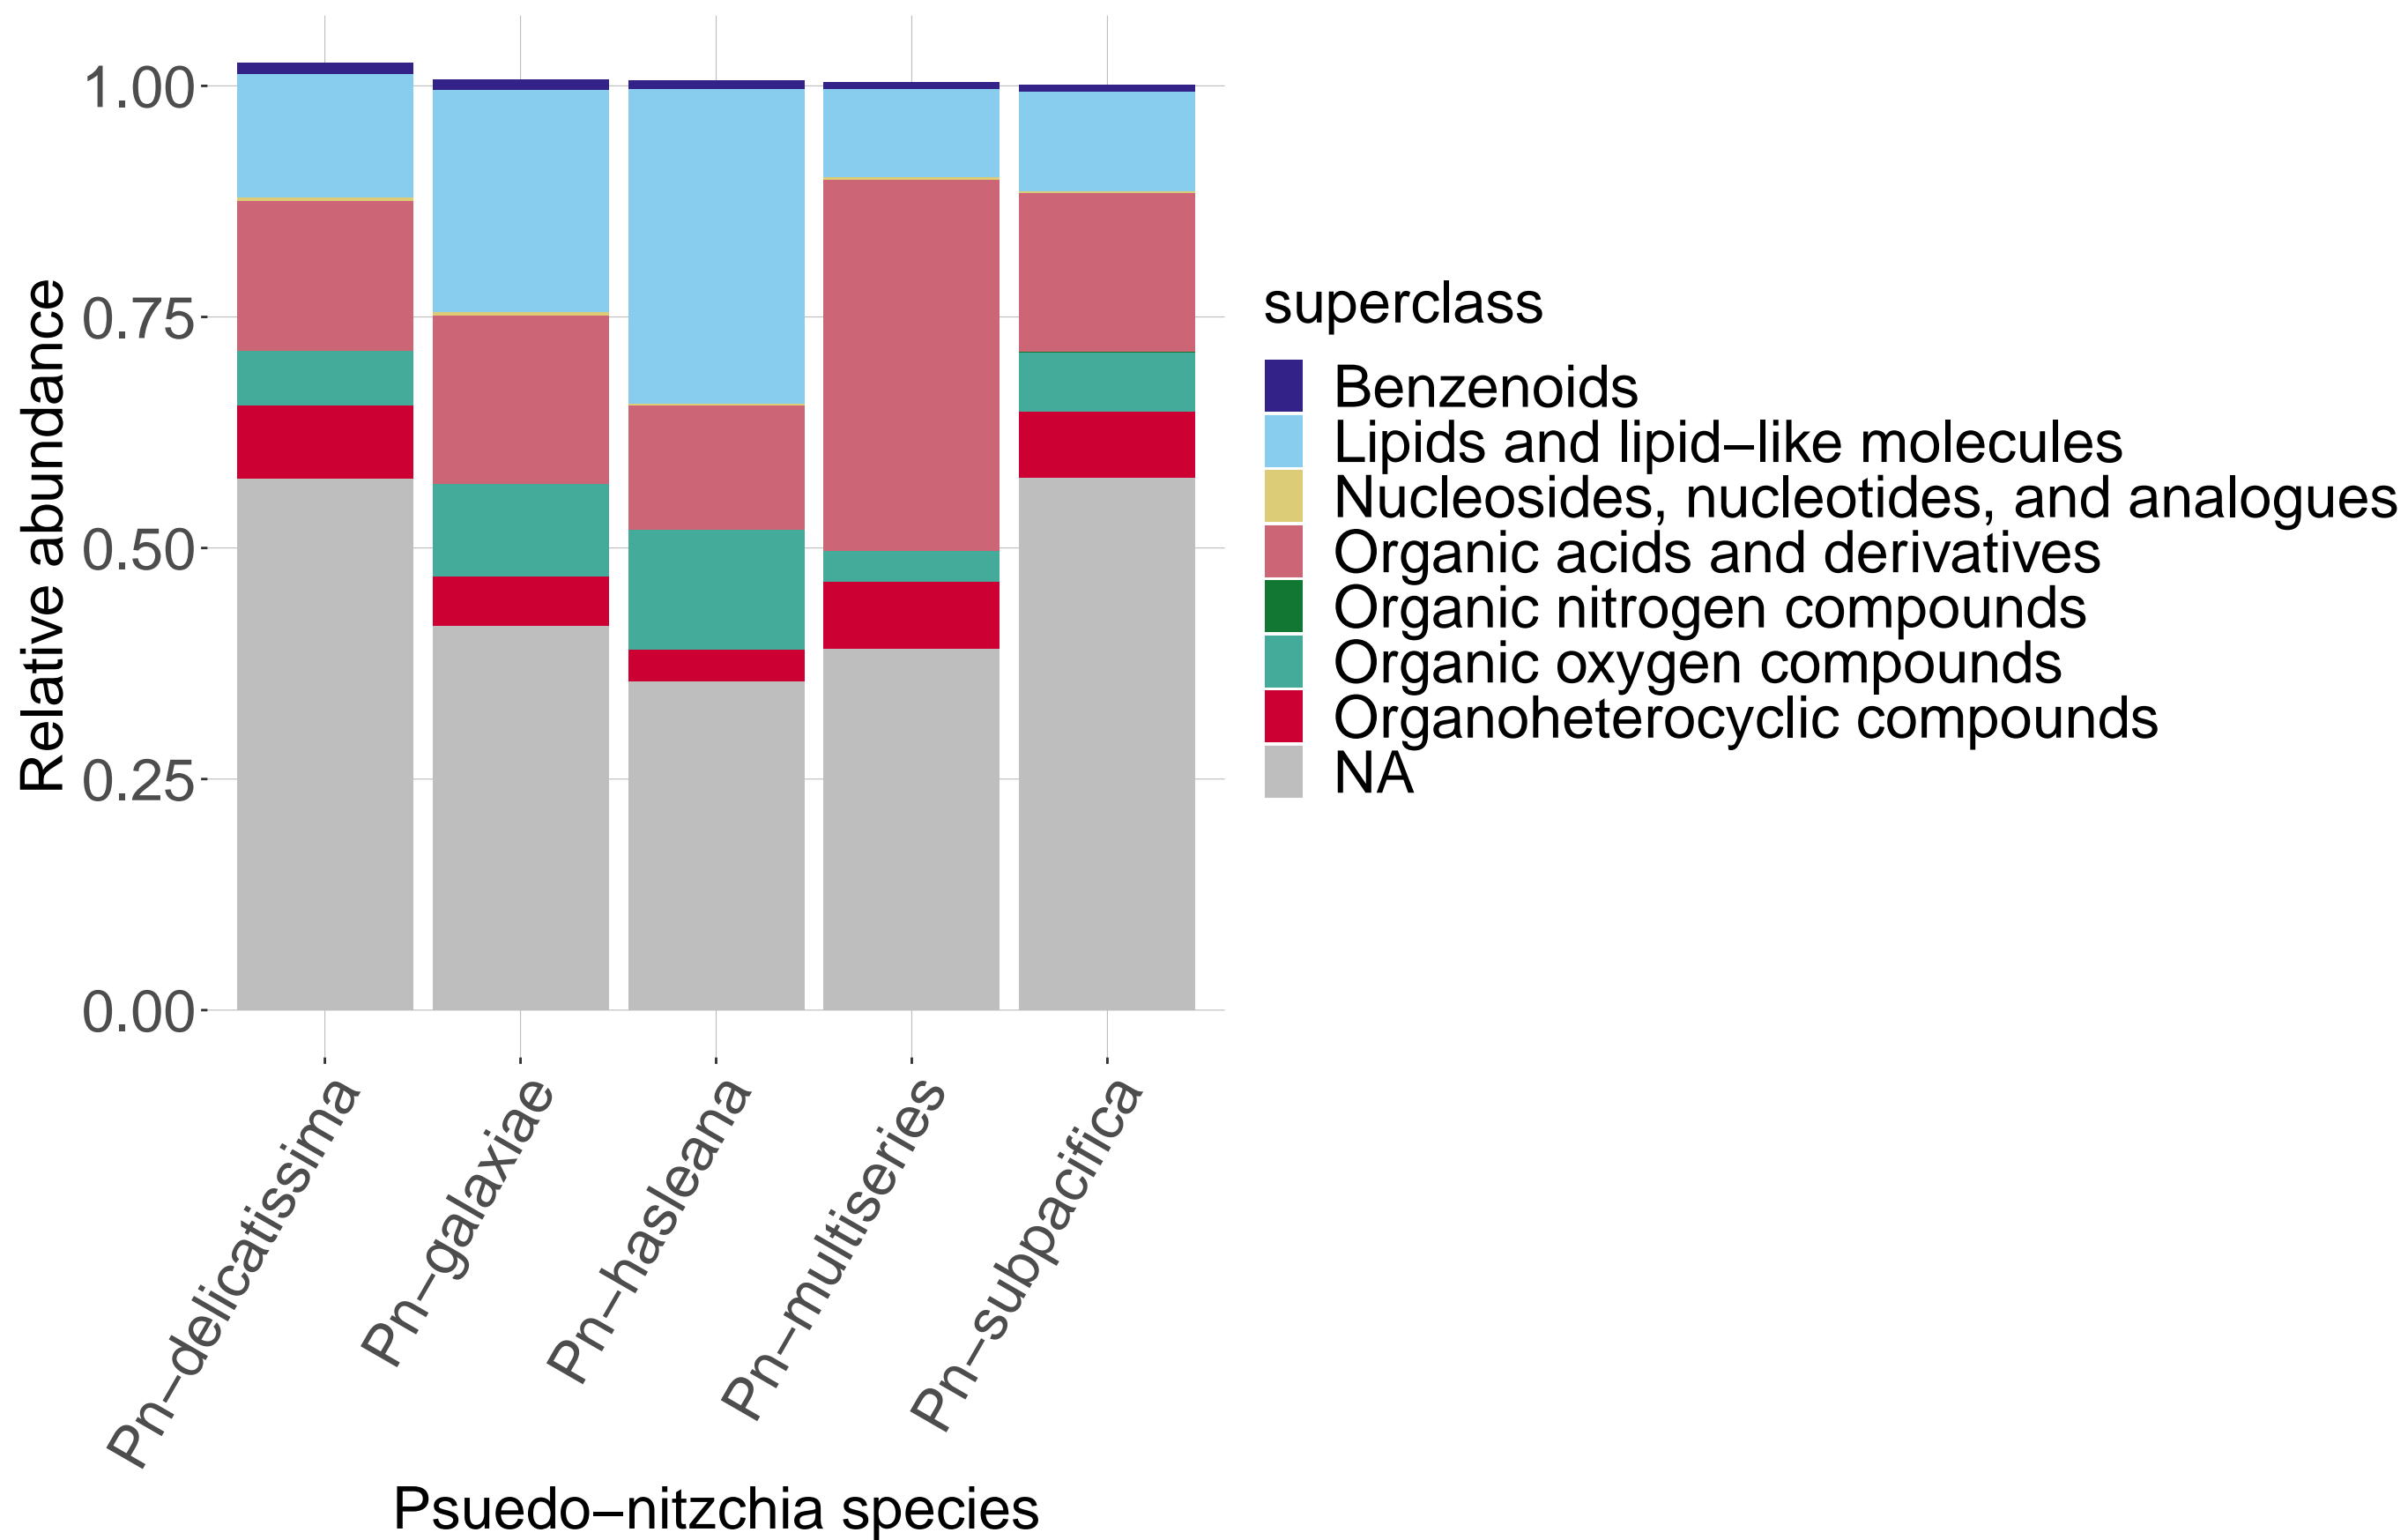 Relative abundance
1.00
0.75
0.50
0.25
0.00
Pn−delicatissima
Pn−galaxiae
Pn−hasleana
Pn−multiseries
Pn−subpacifica
Psuedo−nitzchia species
superclass
Benzenoids
Lipids and lipid−like molecules
Nucleosides, nucleotides, and analogues
Organic acids and derivatives
Organic nitrogen compounds
Organic oxygen compounds
Organoheterocyclic compounds
NA